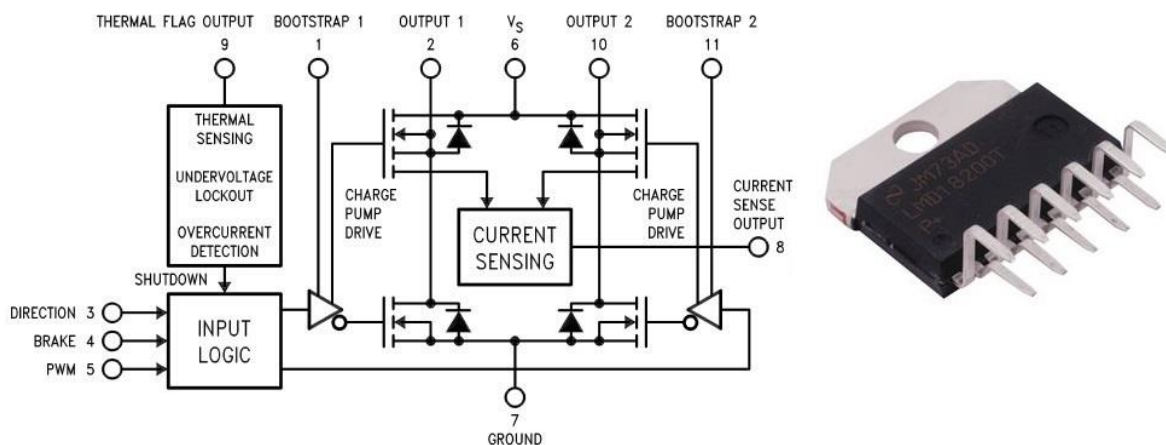 THERMAL FLAG OUTPUT
9
BOOTSTRAP 1
1
OUTPUT 1
2
VS
6
OUTPUT 2
10
BOOTSTRAP 2
11
THERMAL
SENSING
UNDERVOLTAGE
LOCKOUT
OVERCURRENT
DETECTION
SHUTDOWN
CHARGE
PUMP
DRIVE
CURRENT
SENSING
CHARGE
PUMP
DRIVE
CURRENT
SENSE
OUTPUT
8
DIRECTION 3
BRAKE 4
PWM 5
INPUT
LOGIC
7
GROUND
JM73AD
LMD18200T
P+